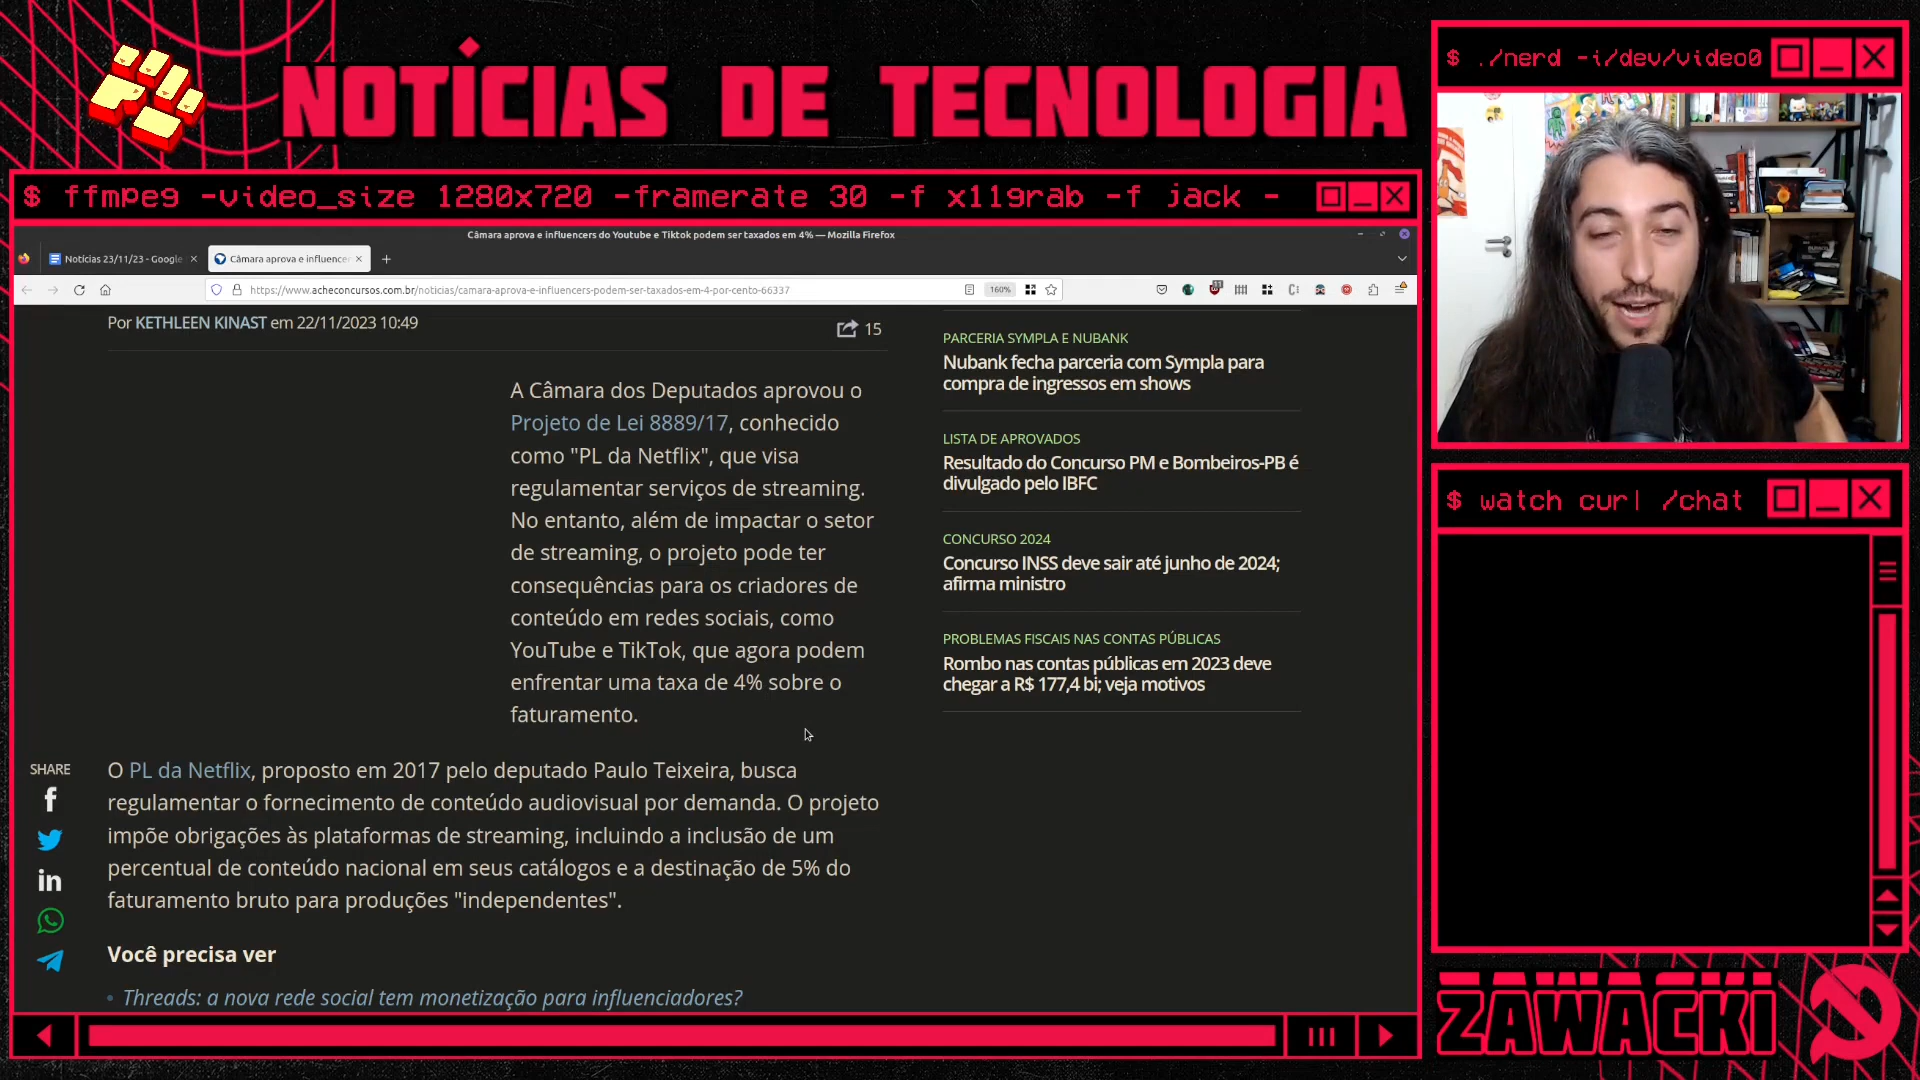 NOTÍCIAS DE TECNOLOGIA
$ ./nerd -i/dev/video0
$ ffmpeg -video_size 1280x720 -framerate 30 -f x11grab -f jack -
Câmara aprova e influencers do Youtube e Tiktok podem ser taxados em 4% — Mozilla Firefox
Notícias 23/11/23 - Google
Câmara aprova e influence
https://www.acheconcursos.com.br/noticias/camara-aprova-e-influencers-podem-ser-taxados-em-4-por-cento-66337
160%
Por KETHLEEN KINAST em 22/11/2023 10:49
15
A Câmara dos Deputados aprovou o
Projeto de Lei 8889/17, conhecido
como "PL da Netflix", que visa
regulamentar serviços de streaming.
No entanto, além de impactar o setor
de streaming, o projeto pode ter
consequências para os criadores de
conteúdo em redes sociais, como
YouTube e TikTok, que agora podem
enfrentar uma taxa de 4% sobre o
faturamento.
SHARE
O PL da Netflix, proposto em 2017 pelo deputado Paulo Teixeira, busca
regulamentar o fornecimento de conteúdo audiovisual por demanda. O projeto
impõe obrigações às plataformas de streaming, incluindo a inclusão de um
percentual de conteúdo nacional em seus catálogos e a destinação de 5% do
faturamento bruto para produções "independentes".
Você precisa ver
Threads: a nova rede social tem monetização para influenciadores?
PARCERIA SYMPLA E NUBANK
Nubank fecha parceria com Sympla para
compra de ingressos em shows
LISTA DE APROVADOS
Resultado do Concurso PM e Bombeiros-PB é
divulgado pelo IBFC
CONCURSO 2024
Concurso INSS deve sair até junho de 2024;
afirma ministro
PROBLEMAS FISCAIS NAS CONTAS PÚBLICAS
Rombo nas contas públicas em 2023 deve
chegar a R$ 177,4 bi; veja motivos
$ watch curl /chat
ZAWACKI